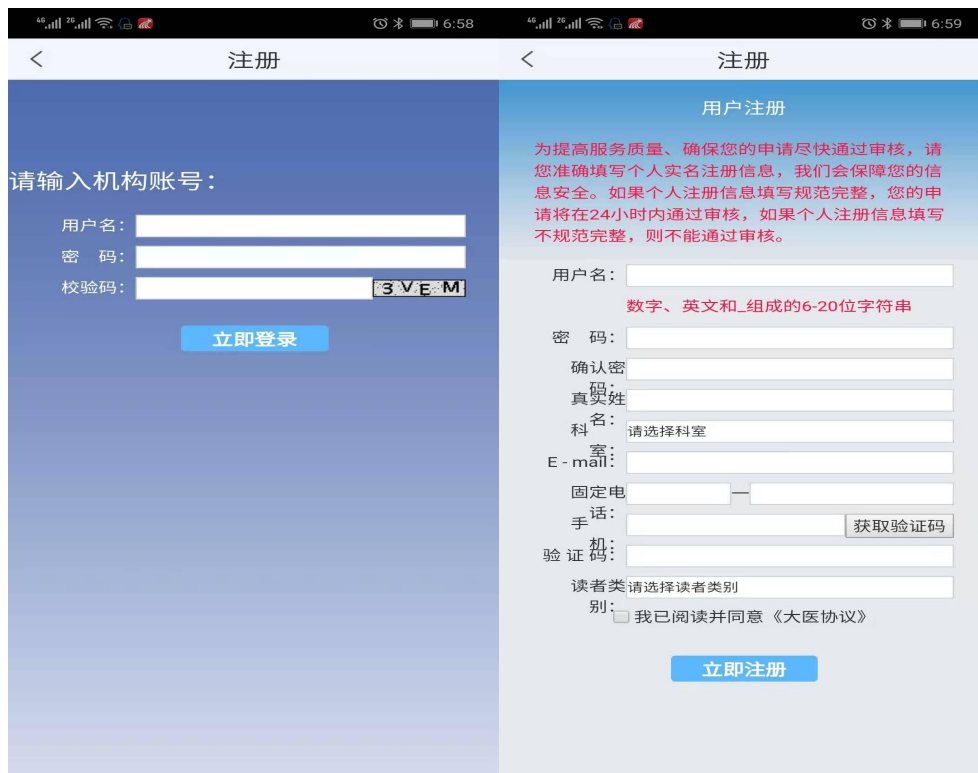 4G 2G 6:58
注册
请输入机构账号：
用户名：
密 码：
校验码： 3VEM
立即登录
4G 2G 6:59
注册
用户注册
为提高服务质量、确保您的申请尽快通过审核，请
您准确填写个人实名注册信息，我们会保障您的信
息安全。如果个人注册信息填写规范完整，您的申
请将在24小时内通过审核，如果个人注册信息填写
不规范完整，则不能通过审核。
用户名：
数字、英文和_组成的6-20位字符串
密 码：
确认密
码：
真实姓
名：
科
室：
请选择科室
E-mail：
固定电
话：
—
手
机：
获取验证码
验证码：
读者类
别：
请选择读者类别
我已阅读并同意《大医协议》
立即注册